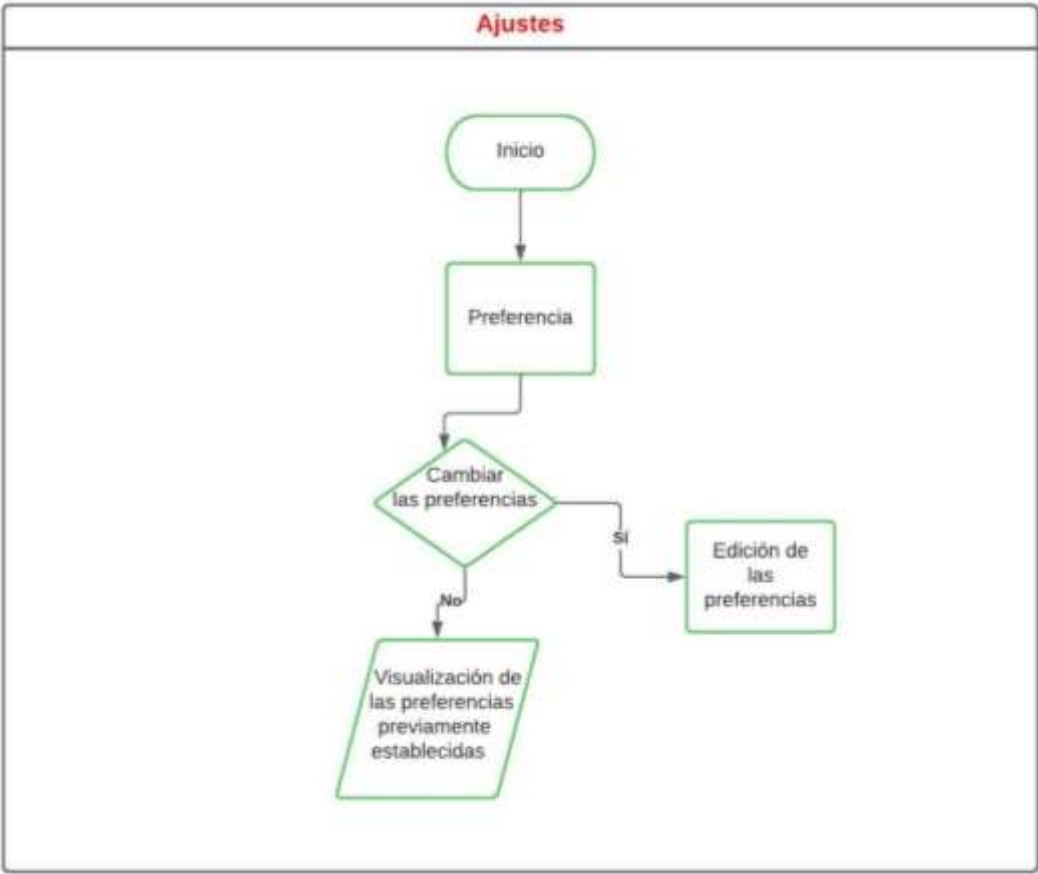 Ajustes
Inicio
Preferencia
Cambiar
las preferencias
Sí
Edición de
las
preferencias
No
Visualización de
las preferencias
previamente
establecidas